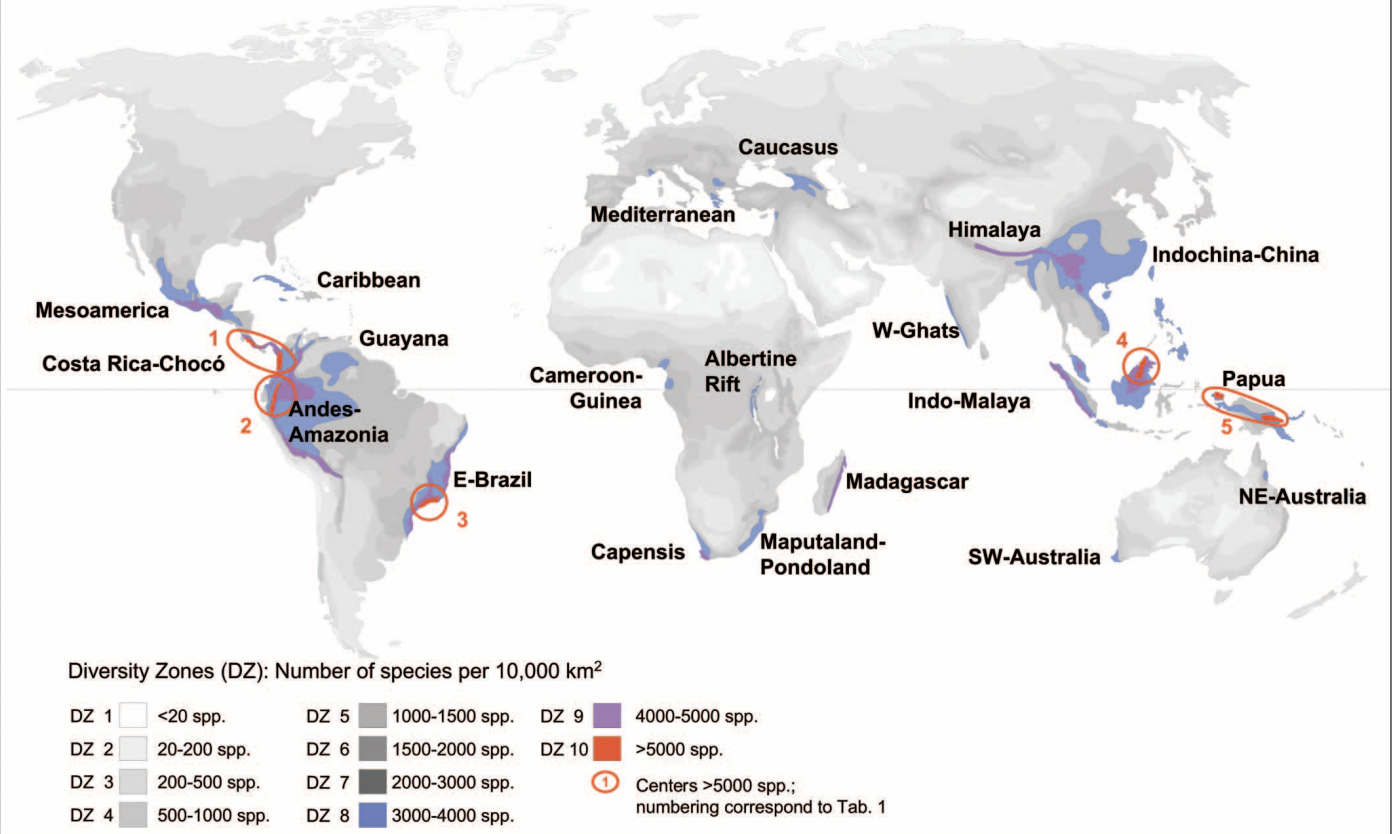 Caucasus
Mediterranean
Himalaya
Indochina-China
Caribbean
Mesoamerica
1
Guayana
W-Ghats
4
Costa Rica-Chocó
Albertine
Rift
Cameroon-
Guinea
Papua
Indo-Malaya
2
Andes-
Amazonia
5
E-Brazil
Madagascar
NE-Australia
3
Capensis
Maputaland-
Pondoland
SW-Australia
Diversity Zones (DZ): Number of species per 10,000 km²
DZ 1 <20 spp.
DZ 2 20-200 spp.
DZ 3 200-500 spp.
DZ 4 500-1000 spp.
DZ 5 1000-1500 spp.
DZ 6 1500-2000 spp.
DZ 7 2000-3000 spp.
DZ 8 3000-4000 spp.
DZ 9 4000-5000 spp.
DZ 10 >5000 spp.
1 Centers >5000 spp.;
numbering correspond to Tab. 1